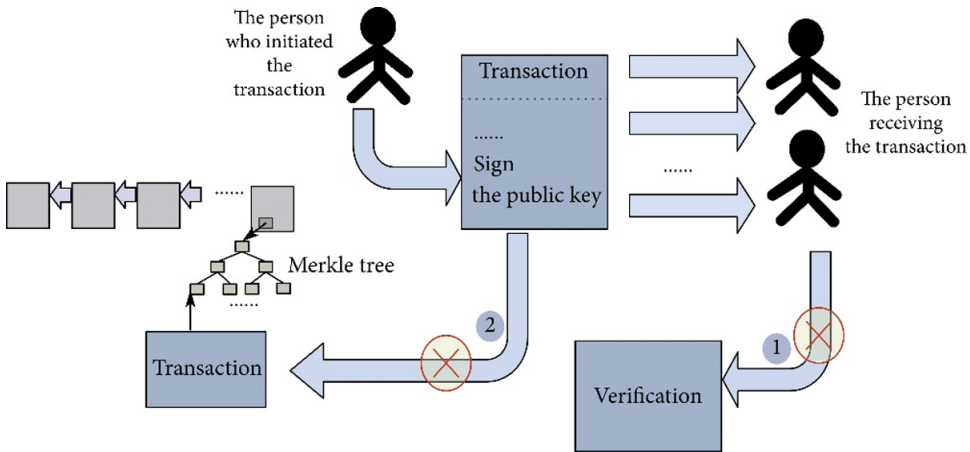 The person
who initiated
the
transaction
Transaction
......
Sign
the public key
......
The person
receiving
the transaction
......
Merkle tree
......
2
1
Transaction
Verification